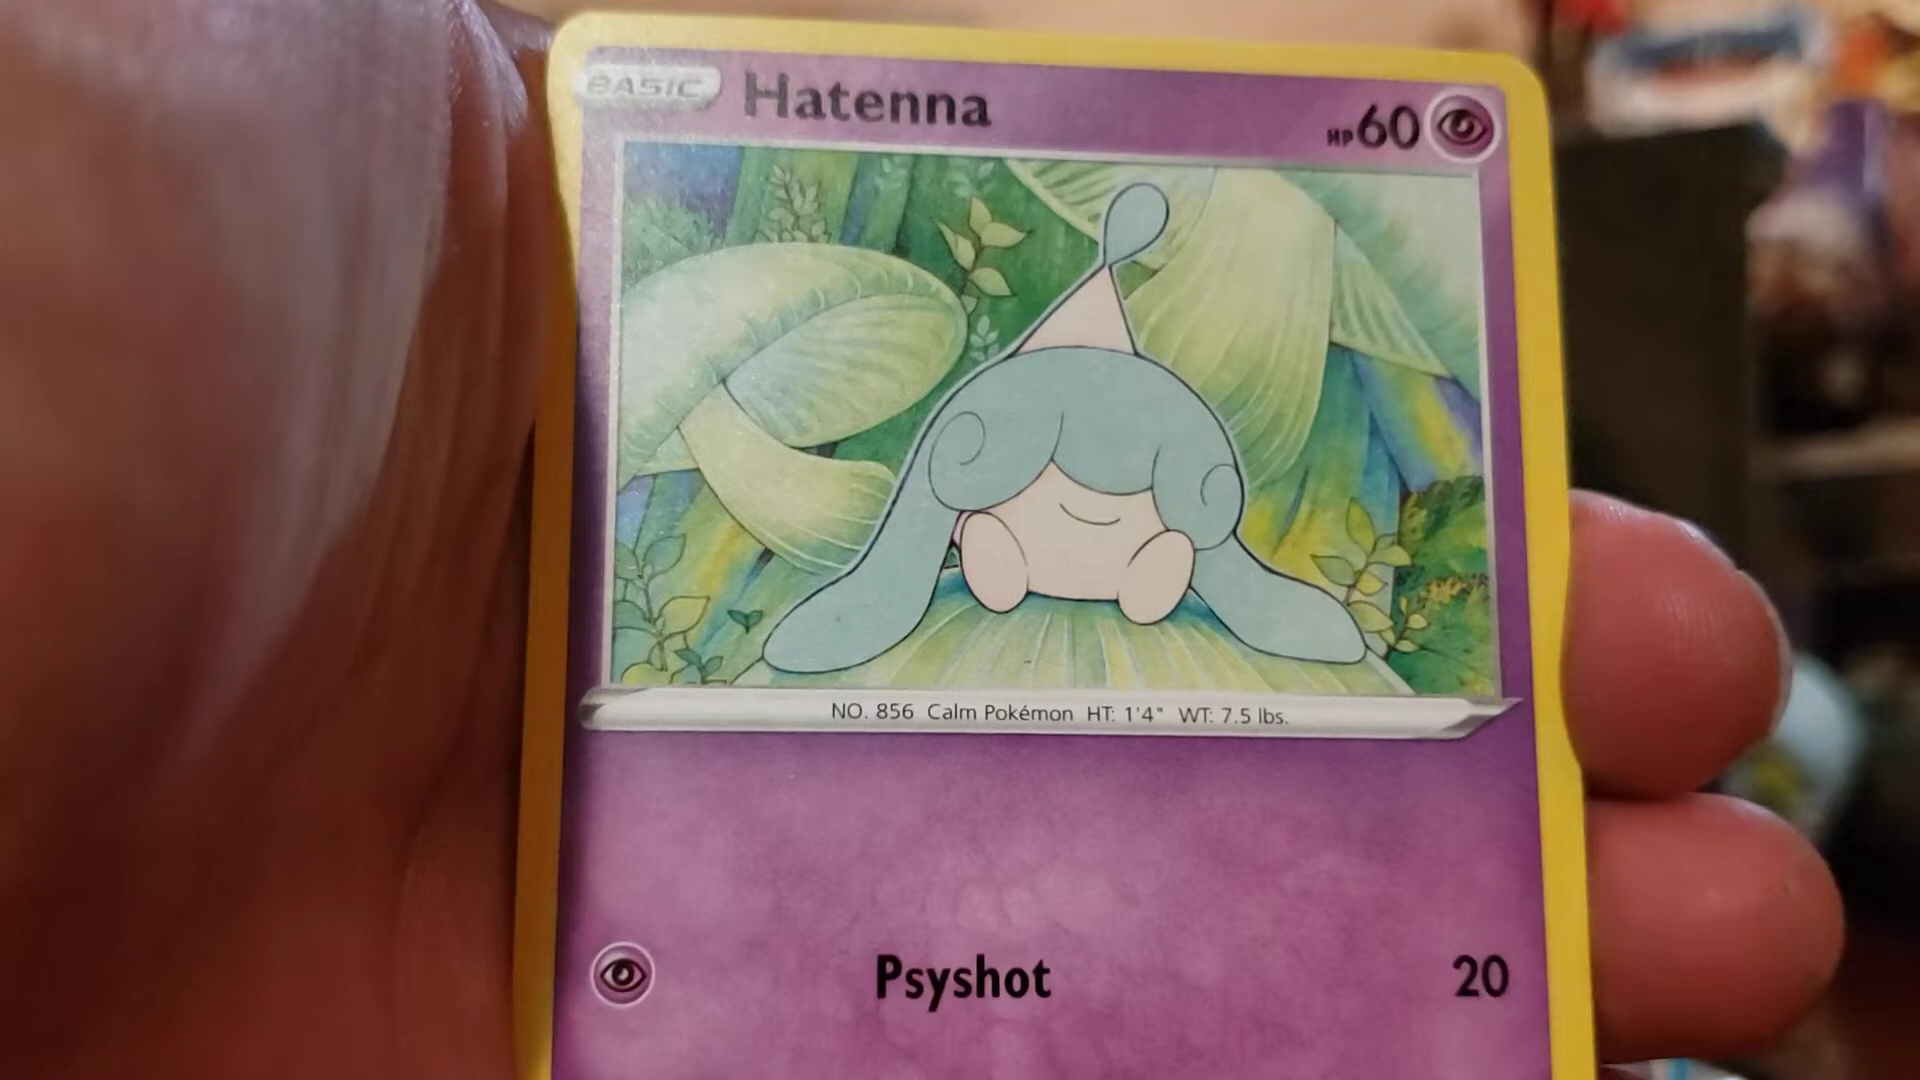 BASIC Hatenna HP60
NO. 856 Calm Pokémon HT: 1'4" WT: 7.5 lbs.
Psyshot 20